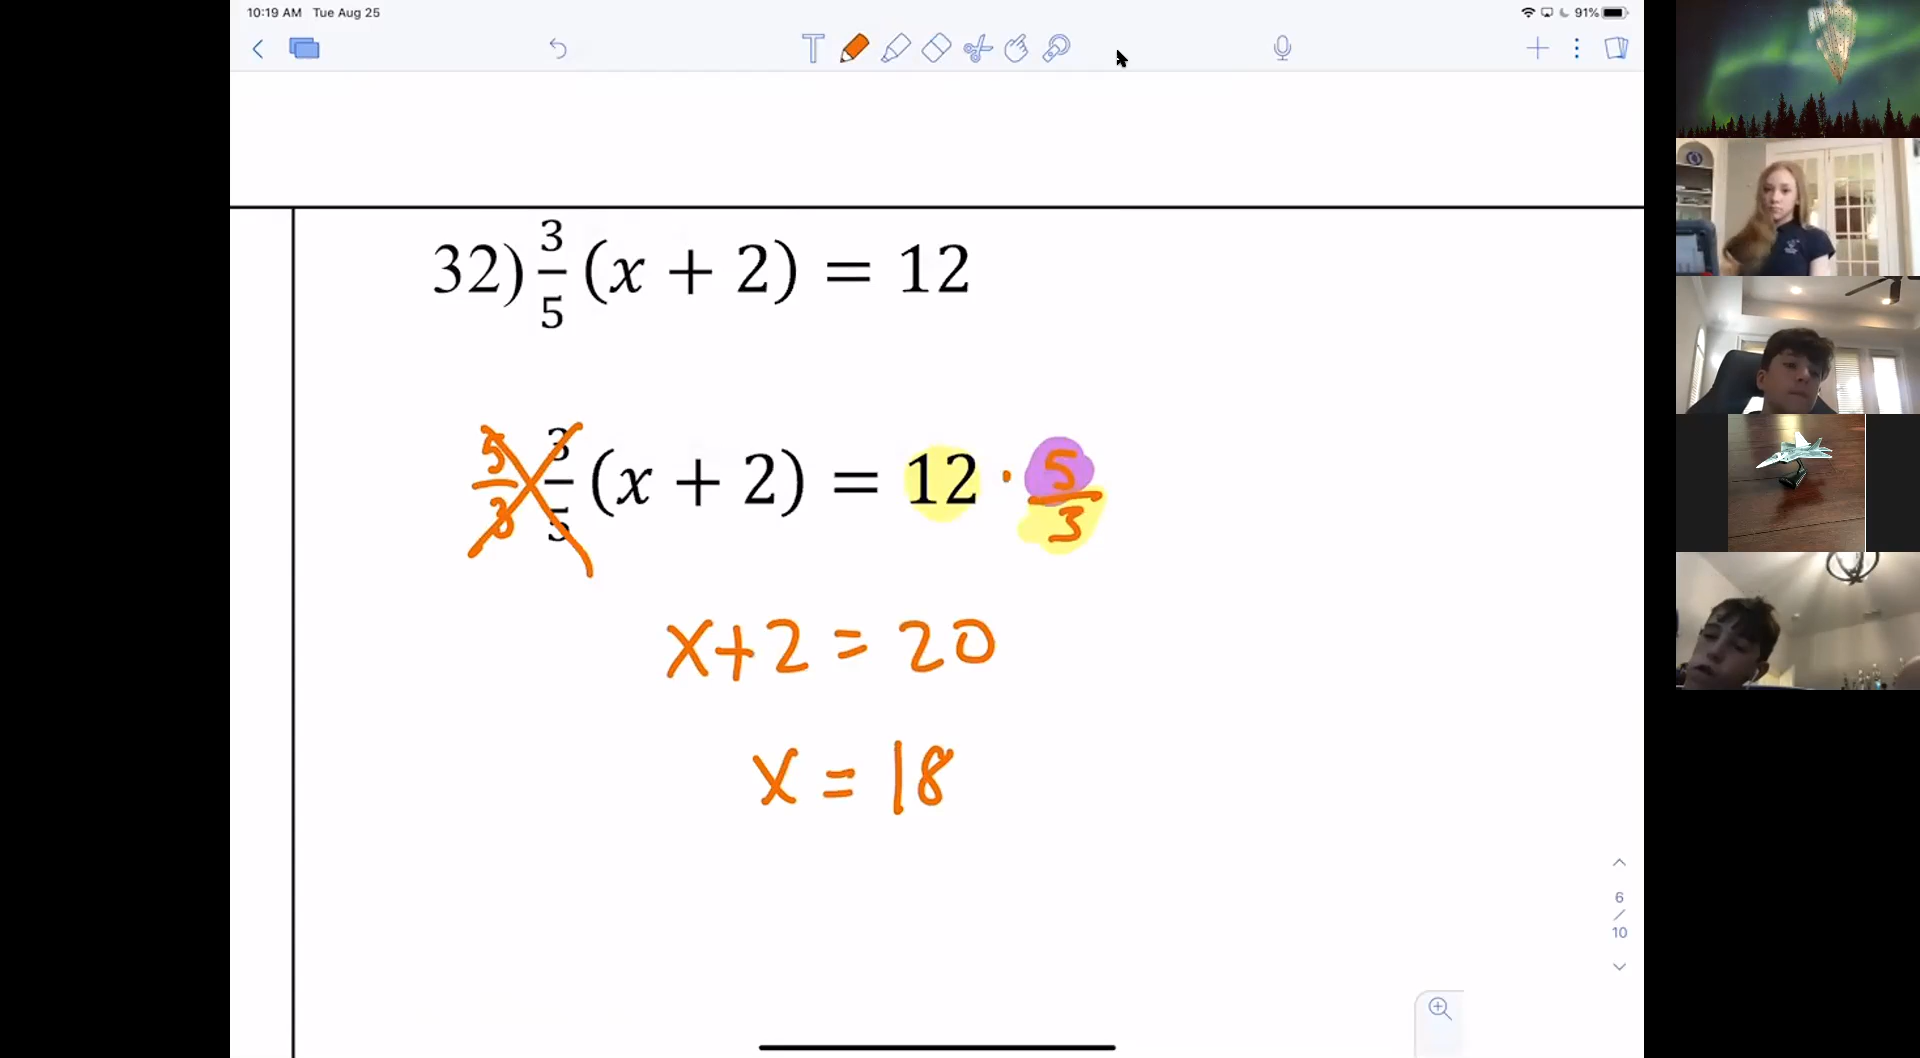 10:19 AM Tue Aug 25 91%
32) 3/5 (x + 2) = 12
5/3 3/5 (x + 2) = 12 · 5/3
x+2 = 20
x = 18
6
/
10